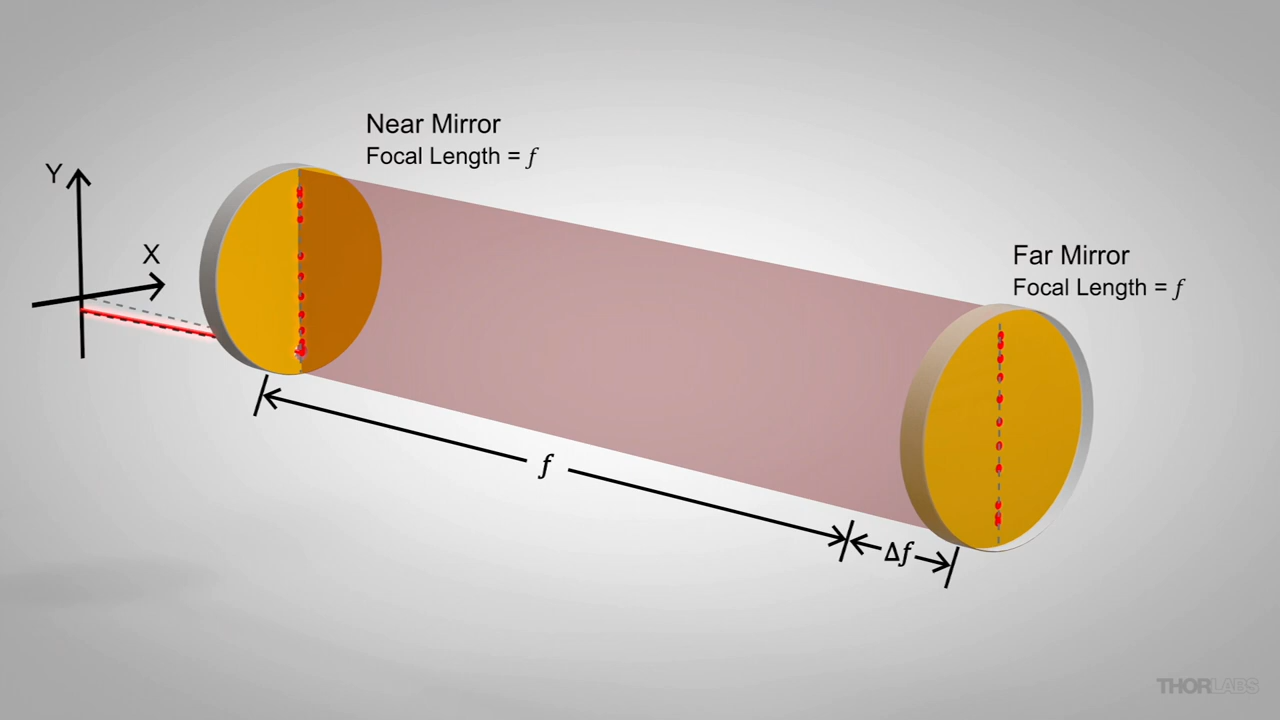 Near Mirror
Focal Length = f
Y
X
Far Mirror
Focal Length = f
f
Δf
THORLABS